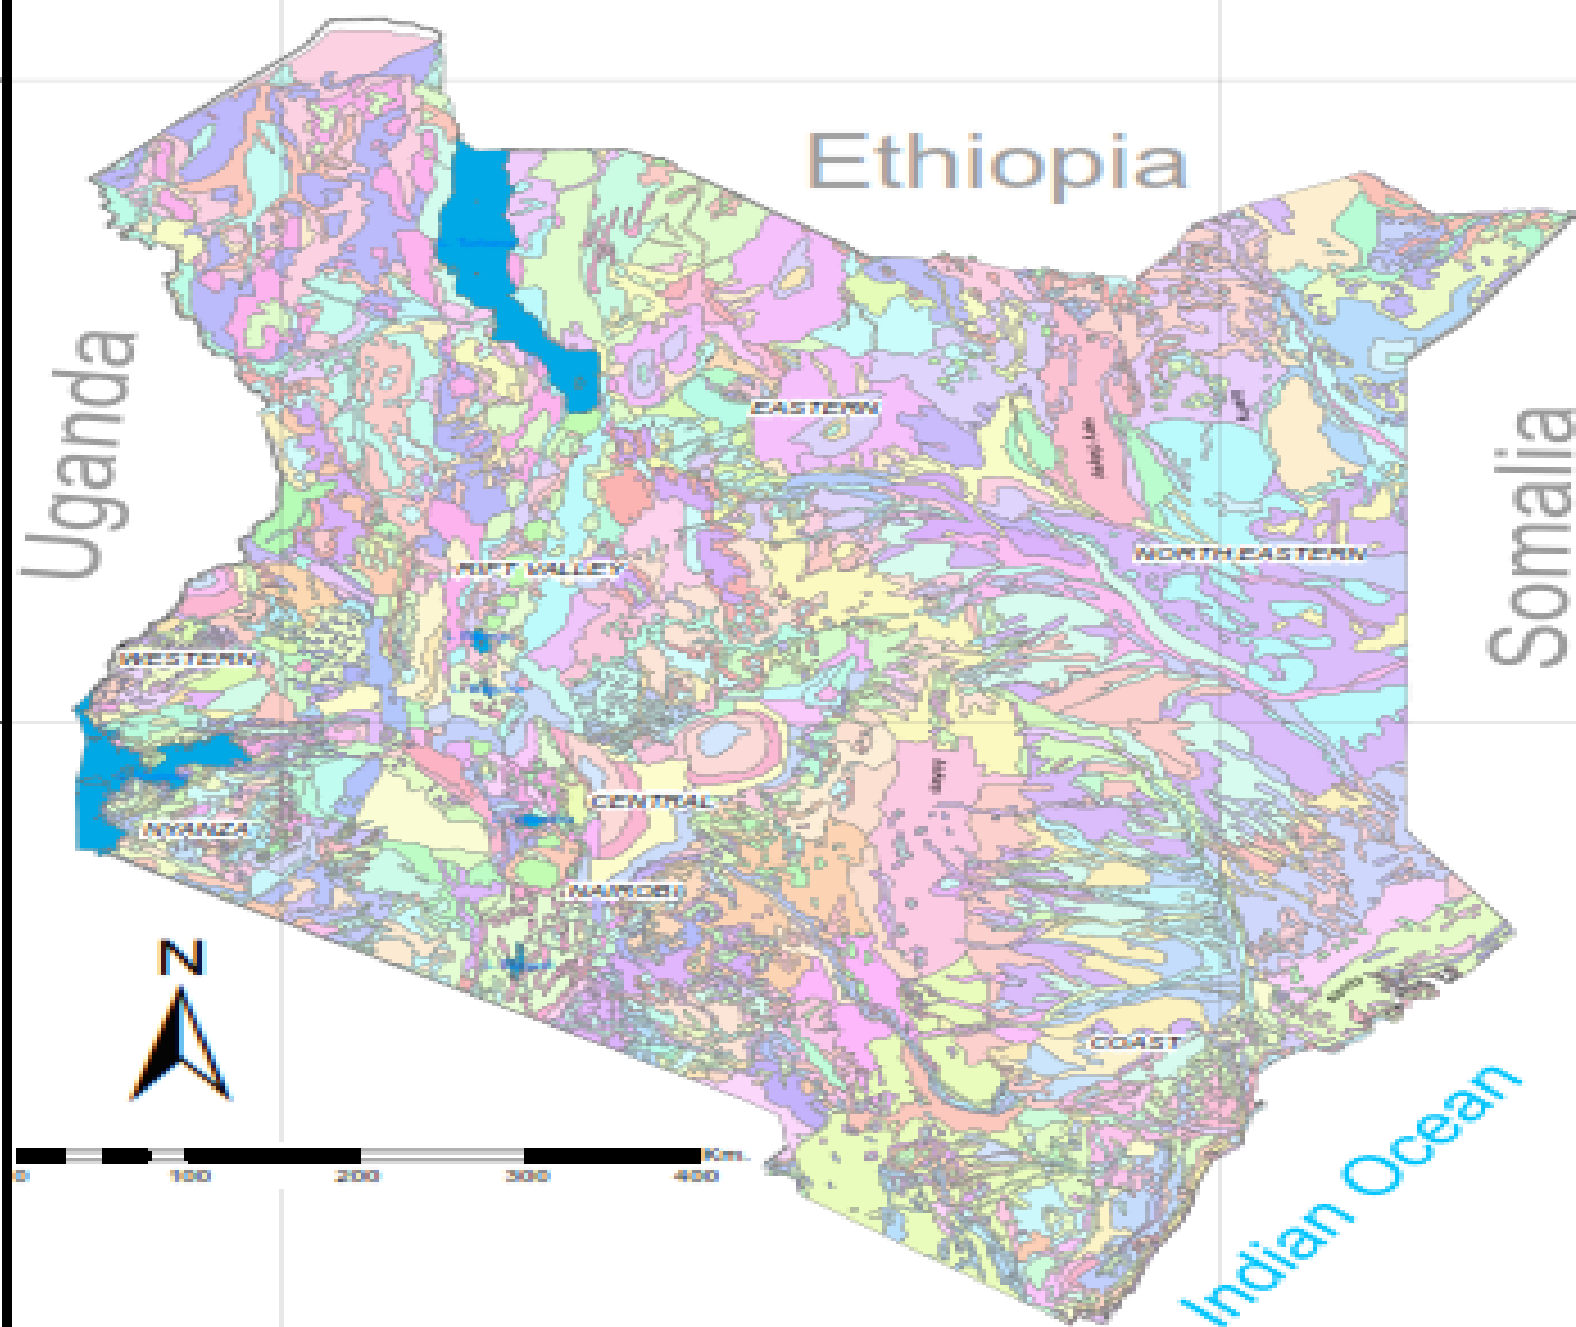 Ethiopia
Uganda
Somalia
EASTERN
NORTH EASTERN
RIFT VALLEY
WESTERN
CENTRAL
NYANZA
NAIROBI
N
COAST
Indian Ocean
0 100 200 300 400 Km.